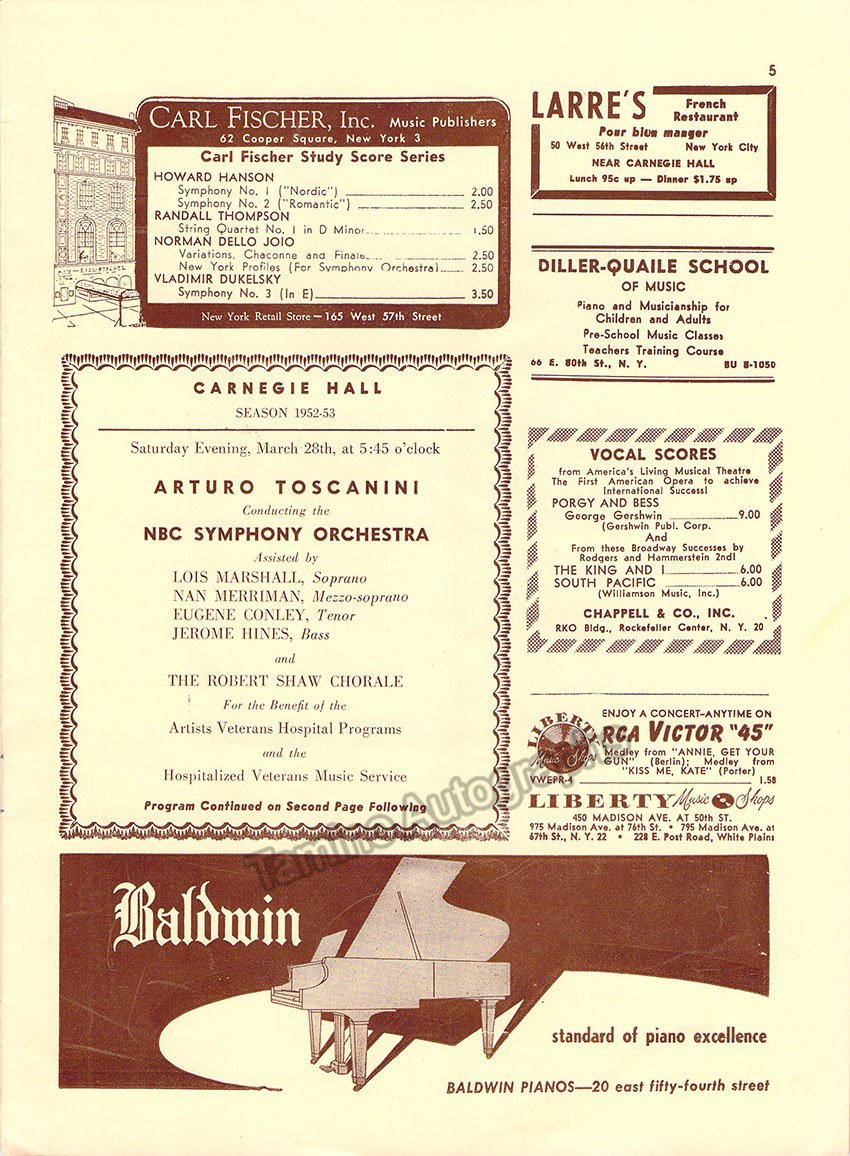 5
CARL FISCHER, Inc. Music Publishers
62 Cooper Square, New York 3
Carl Fischer Study Score Series
HOWARD HANSON
Symphony No. 1 ("Nordic") 2.00
Symphony No. 2 ("Romantic") 2.50
RANDALL THOMPSON
String Quartet No. 1 in D Minor 1.50
NORMAN DELLO JOIO
Variations, Chaconne and Finale 2.50
New York Profiles (For Symphony Orchestra) 2.50
VLADIMIR DUKELSKY
Symphony No. 3 (In E) 3.50
New York Retail Store — 165 West 57th Street
LARRE'S French
Restaurant
Pour bien manger
50 West 56th Street New York City
NEAR CARNEGIE HALL
Lunch 95c up — Dinner $1.75 up
DILLER-QUAILE SCHOOL
OF MUSIC
Piano and Musicianship for
Children and Adults
Pre-School Music Classes
Teachers Training Course
66 E. 80th St., N. Y. BU 8-1050
CARNEGIE HALL
SEASON 1952-53
Saturday Evening, March 28th, at 5:45 o'clock
ARTURO TOSCANINI
Conducting the
NBC SYMPHONY ORCHESTRA
Assisted by
LOIS MARSHALL, Soprano
NAN MERRIMAN, Mezzo-soprano
EUGENE CONLEY, Tenor
JEROME HINES, Bass
and
THE ROBERT SHAW CHORALE
For the Benefit of the
Artists Veterans Hospital Programs
and the
Hospitalized Veterans Music Service
Program Continued on Second Page Following
VOCAL SCORES
from America's Living Musical Theatre
The First American Opera to achieve
International Success!
PORGY AND BESS
George Gershwin 9.00
(Gershwin Publ. Corp.
And
From these Broadway Successes by
Rodgers and Hammerstein 2nd!
THE KING AND I 6.00
SOUTH PACIFIC 6.00
(Williamson Music, Inc.)
CHAPPELL & CO., INC.
RKO Bldg., Rockefeller Center, N. Y. 20
LIBERTY
Music Shops
ENJOY A CONCERT-ANYTIME ON
RCA VICTOR "45"
Medley from "ANNIE, GET YOUR
GUN" (Berlin); Medley from
"KISS ME, KATE" (Porter)
VWEPR-4 1.58
LIBERTY Music Shops
450 MADISON AVE. AT 50th ST.
975 Madison Ave. at 76th St. • 795 Madison Ave. at
67th St., N. Y. 22 • 228 E. Post Road, White Plains
Tamino Autographs
Baldwin
standard of piano excellence
BALDWIN PIANOS—20 east fifty-fourth street